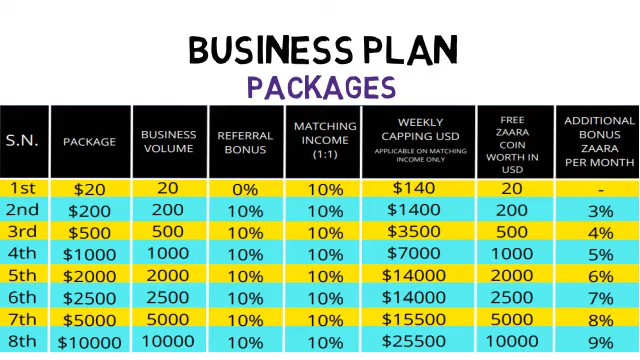 BUSINESS PLAN
PACKAGES
S.N. PACKAGE BUSINESS VOLUME REFERRAL BONUS MATCHING INCOME (1:1) WEEKLY CAPPING USD APPLICABLE ON MATCHING INCOME ONLY FREE ZAARA COIN WORTH IN USD ADDITIONAL BONUS ZAARA PER MONTH
1st $20 20 0% 10% $140 20 -
2nd $200 200 10% 10% $1400 200 3%
3rd $500 500 10% 10% $3500 500 4%
4th $1000 1000 10% 10% $7000 1000 5%
5th $2000 2000 10% 10% $14000 2000 6%
6th $2500 2500 10% 10% $14000 2500 7%
7th $5000 5000 10% 10% $15500 5000 8%
8th $10000 10000 10% 10% $25500 10000 9%